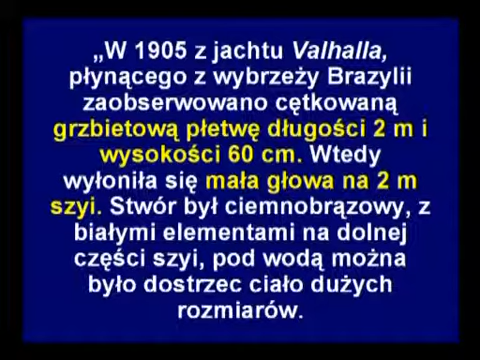 „W 1905 z jachtu Valhalla,
płynącego z wybrzeży Brazylii
zaobserwowano cętkowaną
grzbietową płetwę długości 2 m i
wysokości 60 cm. Wtedy
wyłoniła się mała głowa na 2 m
szyi. Stwór był ciemnobrązowy, z
białymi elementami na dolnej
części szyi, pod wodą można
było dostrzec ciało dużych
rozmiarów.